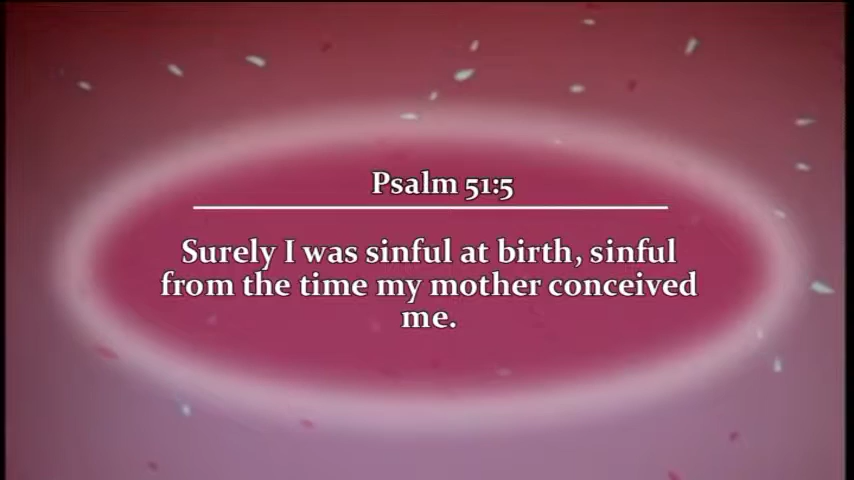 Psalm 51:5
Surely I was sinful at birth, sinful
from the time my mother conceived
me.